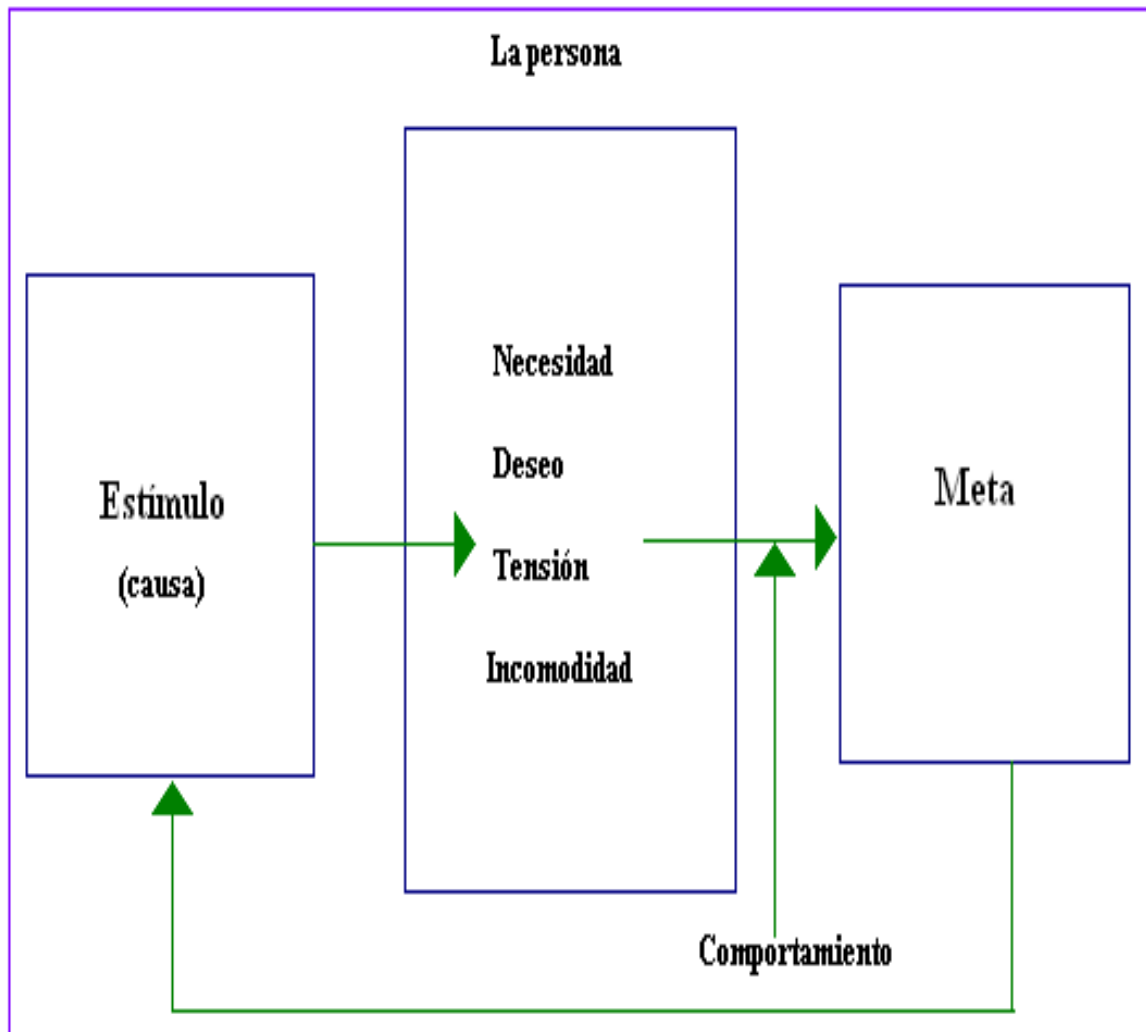 La persona
Estímulo
(causa)
Necesidad
Deseo
Tensión
Incomodidad
Meta
Comportamiento